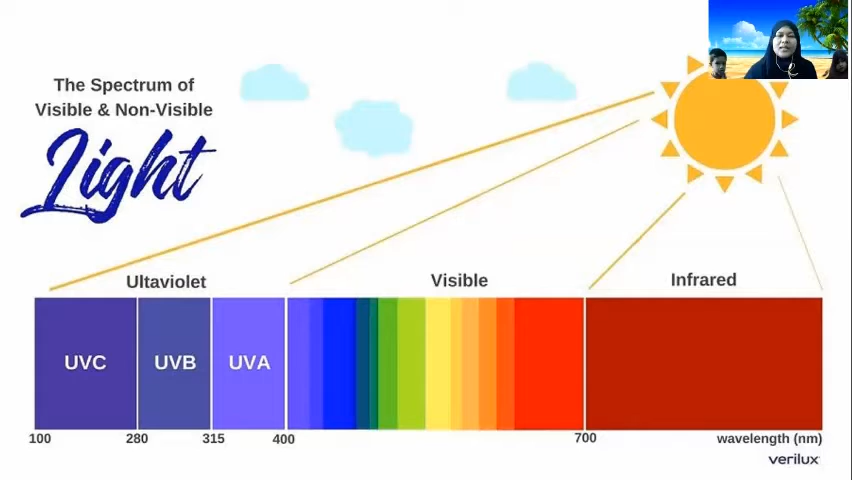 The Spectrum of
Visible & Non-Visible
Light
Ultaviolet
Visible
Infrared
UVC
UVB
UVA
100
280
315
400
700
wavelength (nm)
verilux